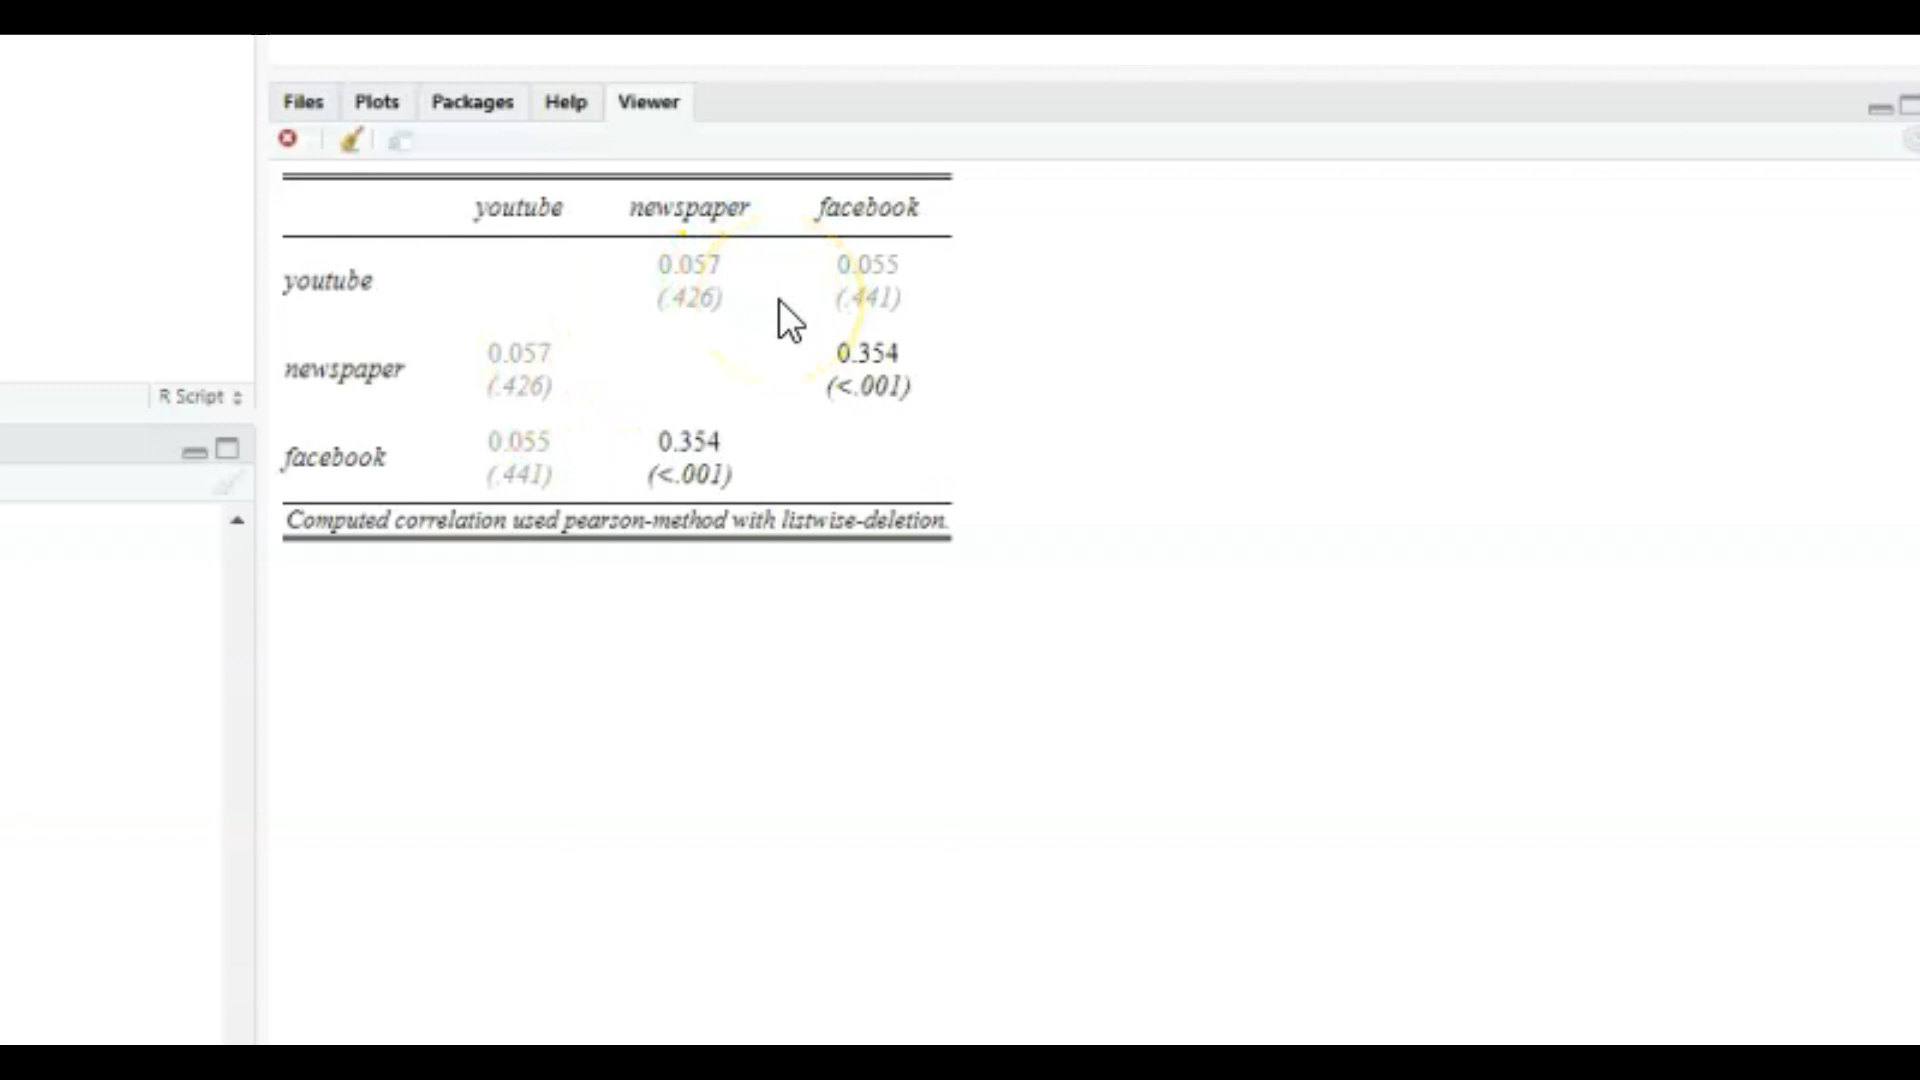 Files Plots Packages Help Viewer
youtube newspaper facebook
youtube 0.057 0.055
(.426) (.441)
newspaper 0.057 0.354
(.426) (<.001)
R Script
facebook 0.055 0.354
(.441) (<.001)
Computed correlation used pearson-method with listwise-deletion.